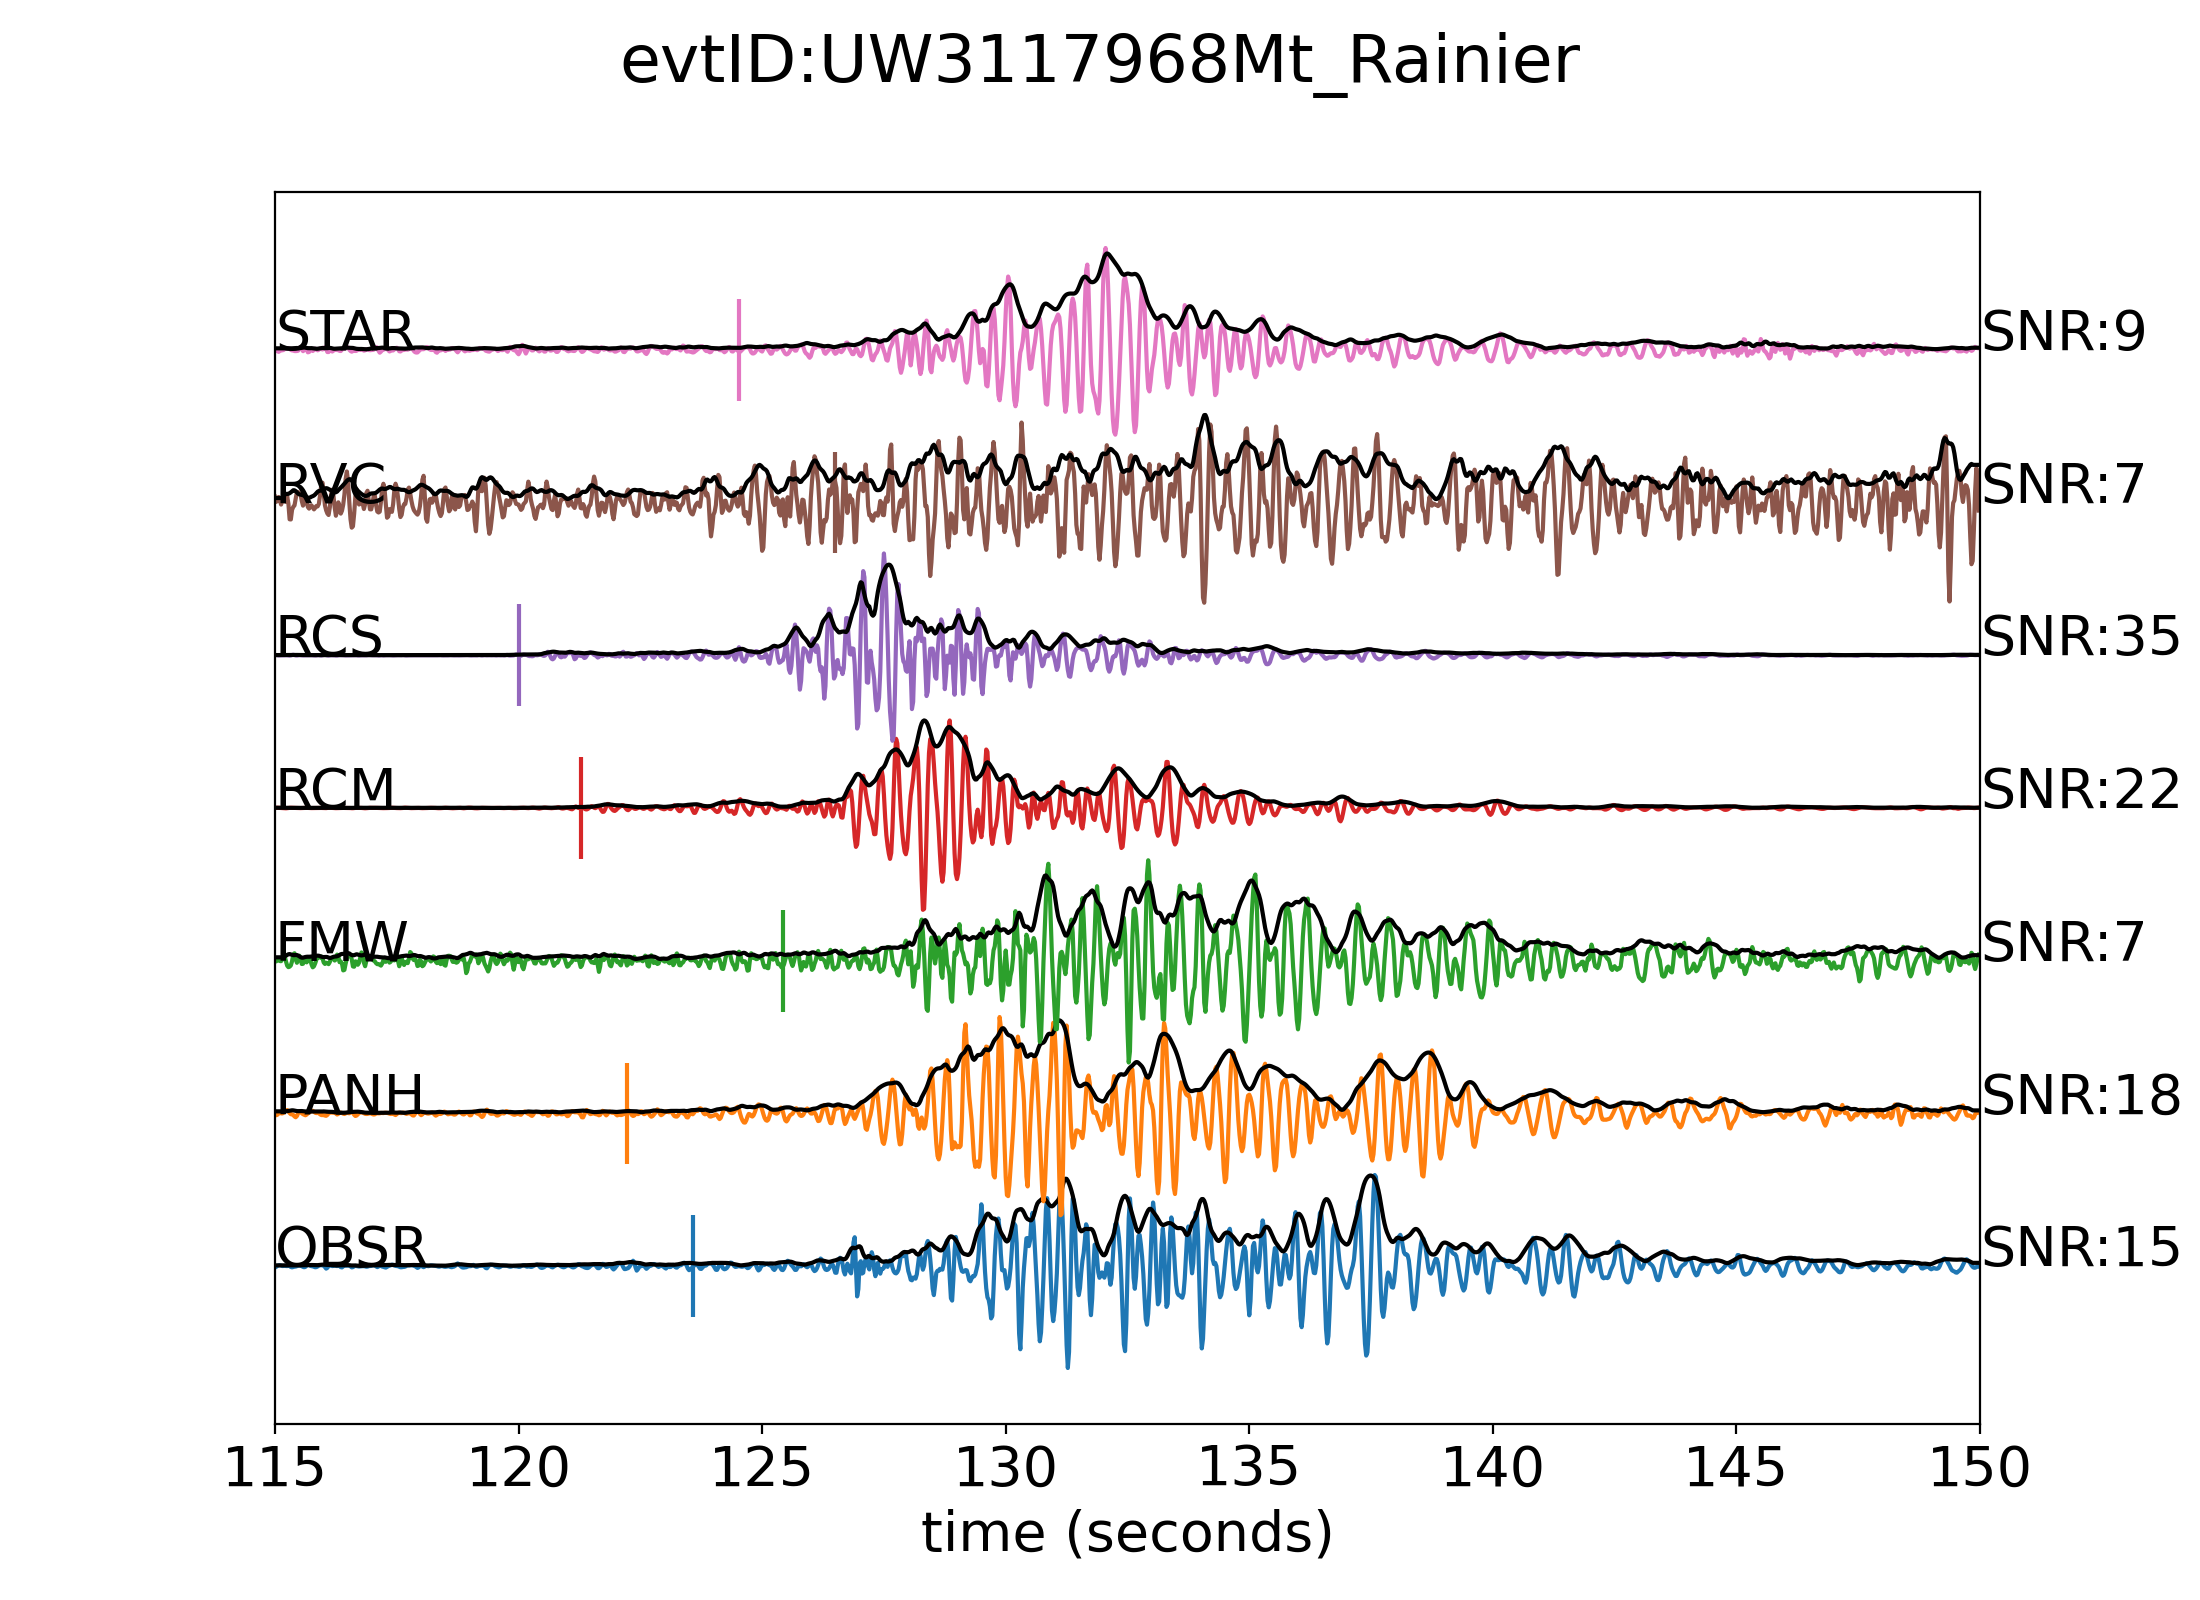 evtID:UW3117968Mt_Rainier
STAR SNR:9
RVC SNR:7
RCS SNR:35
RCM SNR:22
FMW SNR:7
PANH SNR:18
OBSR SNR:15
115 120 125 130 135 140 145 150
time (seconds)